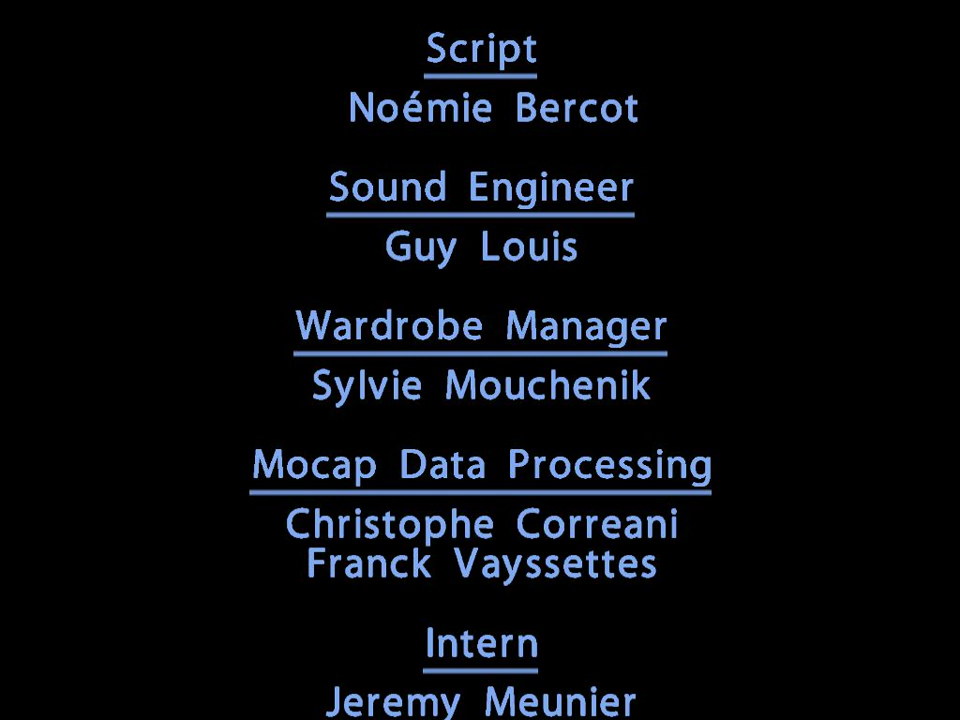 Script
Noémie Bercot
Sound Engineer
Guy Louis
Wardrobe Manager
Sylvie Mouchenik
Mocap Data Processing
Christophe Correani
Franck Vayssettes
Intern
Jeremy Meunier